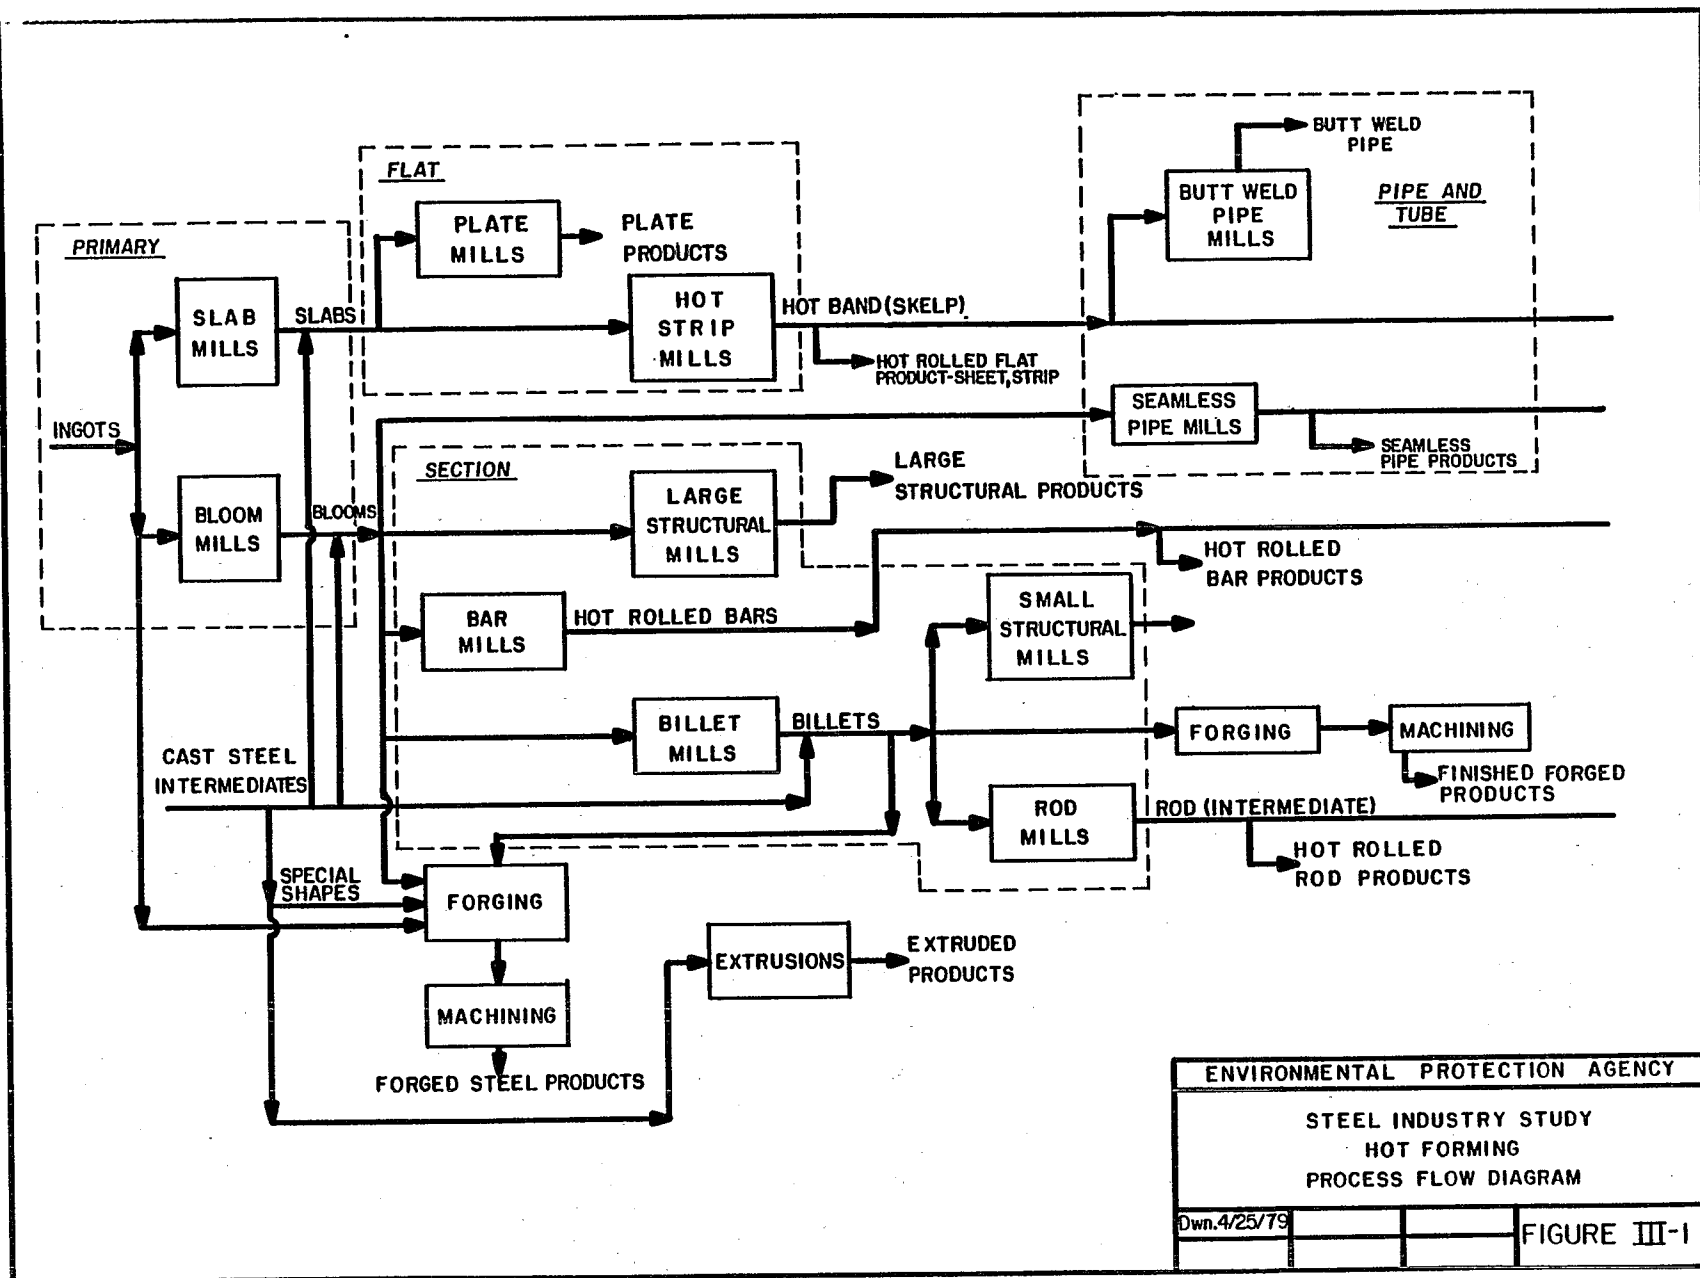 BUTT WELD
PIPE
FLAT
BUTT WELD
PIPE
MILLS
PIPE AND
TUBE
PRIMARY
PLATE
MILLS
PLATE
PRODUCTS
SLAB
MILLS
SLABS
HOT
STRIP
MILLS
HOT BAND (SKELP)
HOT ROLLED FLAT
PRODUCT-SHEET, STRIP
INGOTS
SEAMLESS
PIPE MILLS
SEAMLESS
PIPE PRODUCTS
SECTION
LARGE
STRUCTURAL PRODUCTS
BLOOM
MILLS
BLOOMS
LARGE
STRUCTURAL
MILLS
HOT ROLLED
BAR PRODUCTS
BAR
MILLS
HOT ROLLED BARS
SMALL
STRUCTURAL
MILLS
BILLET
MILLS
BILLETS
FORGING
MACHINING
CAST STEEL
INTERMEDIATES
FINISHED FORGED
PRODUCTS
ROD
MILLS
ROD (INTERMEDIATE)
HOT ROLLED
ROD PRODUCTS
SPECIAL
SHAPES
FORGING
EXTRUSIONS
EXTRUDED
PRODUCTS
MACHINING
FORGED STEEL PRODUCTS
ENVIRONMENTAL PROTECTION AGENCY
STEEL INDUSTRY STUDY
HOT FORMING
PROCESS FLOW DIAGRAM
Dwn.4/25/79
FIGURE III-1